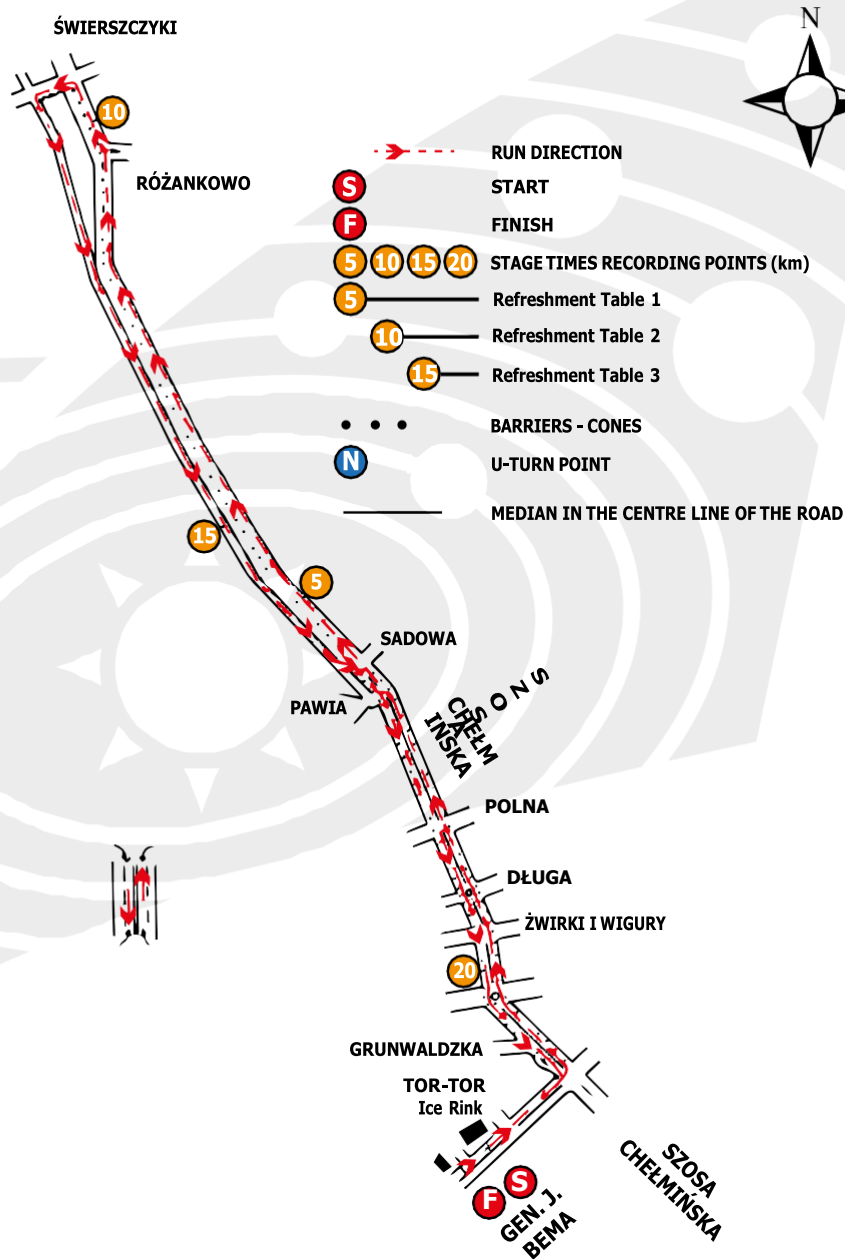 ŚWIERSZCZYKI
N
10
RÓŻANKOWO
RUN DIRECTION
S START
F FINISH
5 10 15 20 STAGE TIMES RECORDING POINTS (km)
5 Refreshment Table 1
10 Refreshment Table 2
15 Refreshment Table 3
BARRIERS - CONES
N U-TURN POINT
MEDIAN IN THE CENTRE LINE OF THE ROAD
15
5
SADOWA
PAWIA
SZOSA
CHEŁM
IŃSKA
POLNA
DŁUGA
ŻWIRKI I WIGURY
20
GRUNWALDZKA
TOR-TOR
Ice Rink
SZOSA
CHEŁMIŃSKA
F S
GEN. J.
BEMA